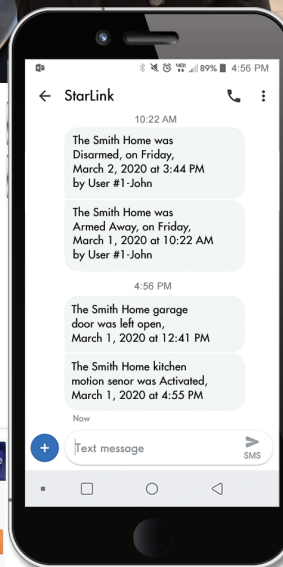 89% 4:56 PM
StarLink
10:22 AM
The Smith Home was
Disarmed, on Friday,
March 2, 2020 at 3:44 PM
by User #1-John
The Smith Home was
Armed Away, on Friday,
March 1, 2020 at 10:22 AM
by User #1-John
4:56 PM
The Smith Home garage
door was left open,
March 1, 2020 at 12:41 PM
The Smith Home kitchen
motion senor was Activated,
March 1, 2020 at 4:55 PM
Now
Text message
SMS